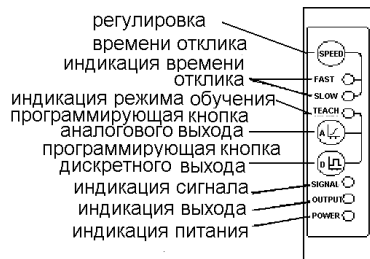 регулировка
времени отклика
индикация времени
отклика
индикация режима обучения
программирующая кнопка
аналогового выхода
программирующая кнопка
дискретного выхода
индикация сигнала
индикация выхода
индикация питания
SPEED
FAST
SLOW
TEACH
A
D
SIGNAL
OUTPUT
POWER